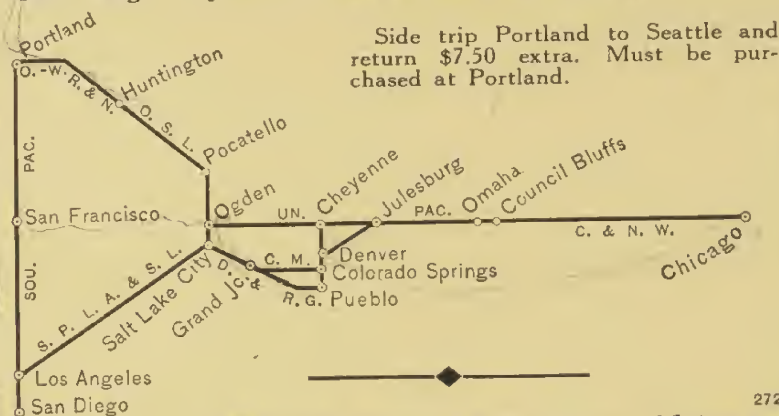 Side trip Portland to Seattle and
return $7.50 extra. Must be pur-
chased at Portland.
Portland
O.-W. R. & N.
Huntington
O. S. L.
Pocatello
PAC.
San Francisco
Ogden
UN.
Cheyenne
Julesburg
PAC.
Omaha
Council Bluffs
C. & N. W.
Chicago
SOU.
S. P. L. A. & S. L.
Salt Lake City
D. & R. G.
Grand Jc.
C. M.
Denver
Colorado Springs
Pueblo
Los Angeles
San Diego
272